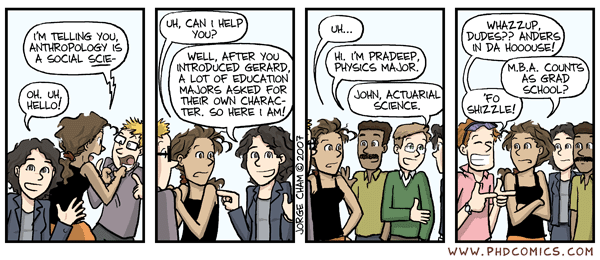 I'M TELLING YOU,
ANTHROPOLOGY IS
A SOCIAL SCIE-
OH. UH,
HELLO!
UH, CAN I HELP
YOU?
WELL, AFTER YOU
INTRODUCED GERARD,
A LOT OF EDUCATION
MAJORS ASKED FOR
THEIR OWN CHARAC-
TER. SO HERE I AM!
JORGE CHAM © 2007
UH...
HI. I'M PRADEEP,
PHYSICS MAJOR.
JOHN, ACTUARIAL
SCIENCE.
WHAZZUP,
DUDES?? ANDERS
IN DA HOOOUSE!
M.B.A. COUNTS
AS GRAD
SCHOOL?
'FO
SHIZZLE!
WWW.PHDCOMICS.COM